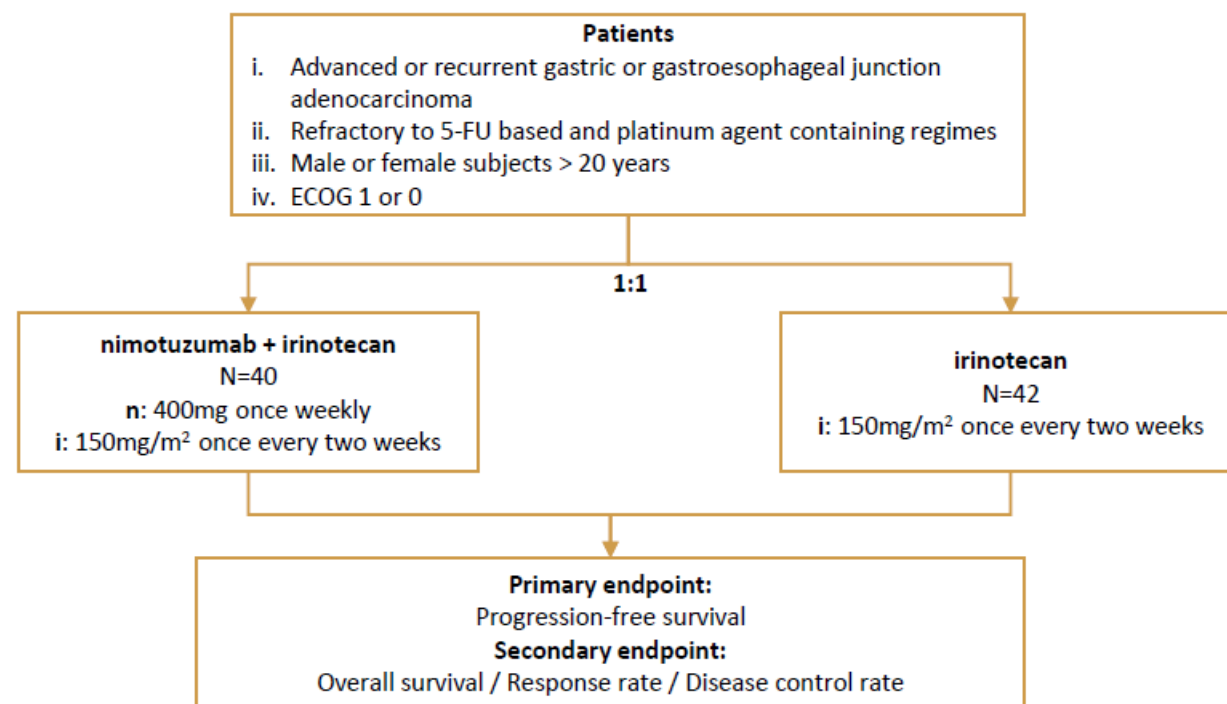 Patients
i. Advanced or recurrent gastric or gastroesophageal junction
adenocarcinoma
ii. Refractory to 5-FU based and platinum agent containing regimes
iii. Male or female subjects > 20 years
iv. ECOG 1 or 0
1:1
nimotuzumab + irinotecan
N=40
n: 400mg once weekly
i: 150mg/m² once every two weeks
irinotecan
N=42
i: 150mg/m² once every two weeks
Primary endpoint:
Progression-free survival
Secondary endpoint:
Overall survival / Response rate / Disease control rate